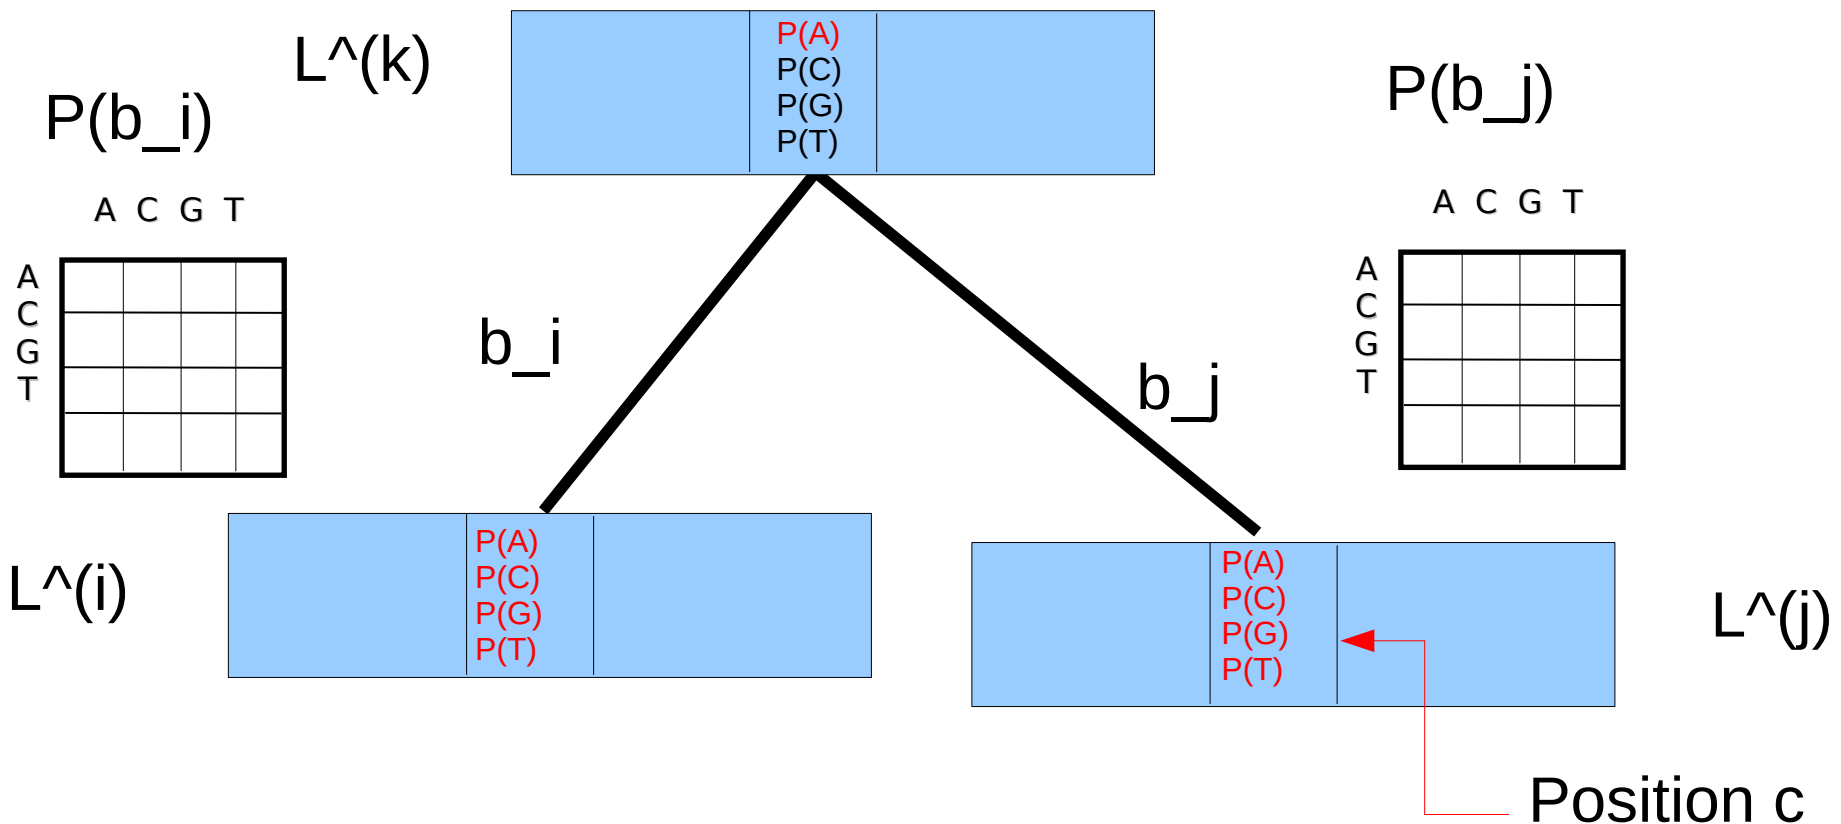 L^(k)
P(A)
P(C)
P(G)
P(T)
P(b_i)
A C G T
A
C
G
T
P(b_j)
A C G T
A
C
G
T
b_i
b_j
L^(i)
P(A)
P(C)
P(G)
P(T)
P(A)
P(C)
P(G)
P(T)
L^(j)
Position c